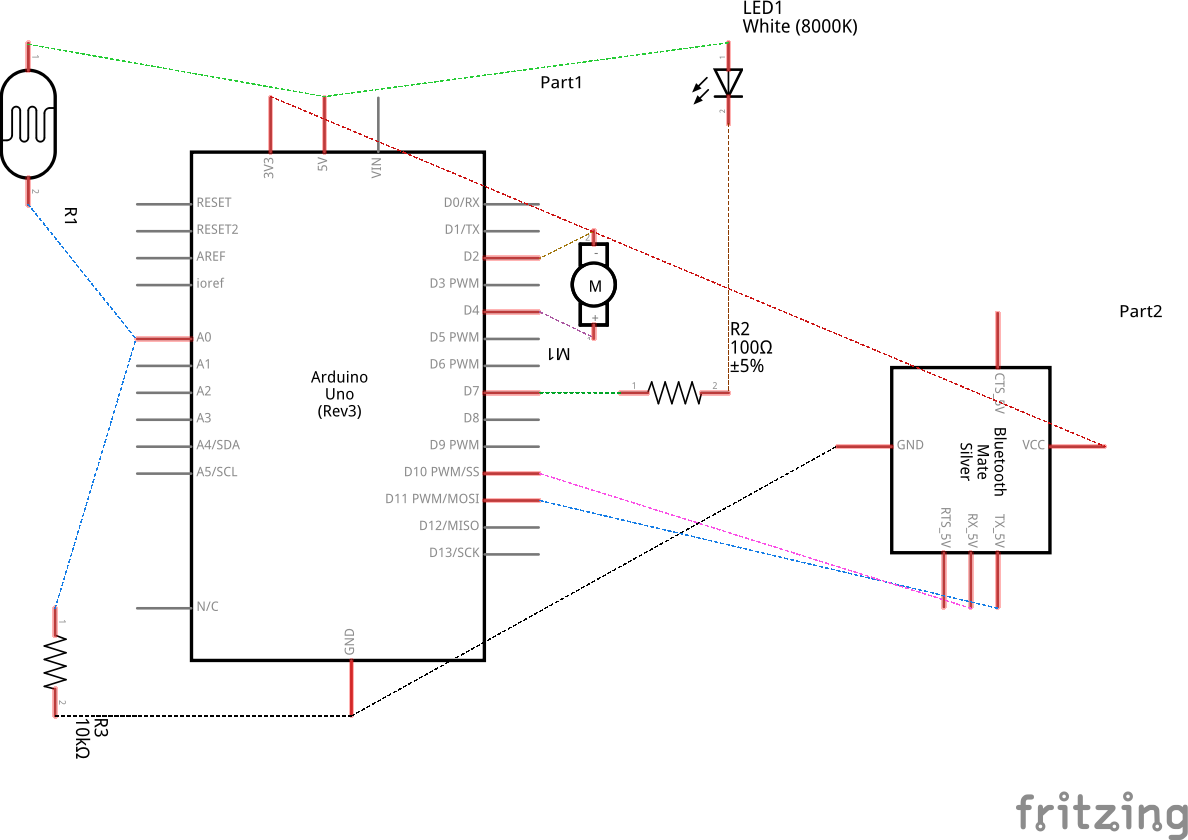 LED1
White (8000K)
Part1
1
1
2
3V3
5V
VIN
2
R1
RESET
RESET2
AREF
ioref
A0
A1
A2
A3
A4/SDA
A5/SCL
N/C
D0/RX
D1/TX
D2
D3 PWM
D4
D5 PWM
D6 PWM
D7
D8
D9 PWM
D10 PWM/SS
D11 PWM/MOSI
D12/MISO
D13/SCK
Arduino
Uno
(Rev3)
GND
-
M
+
M1
R2
100Ω
±5%
1
2
Part2
CTS_5V
GND
VCC
Bluetooth
Mate
Silver
RTS_5V
RX_5V
TX_5V
1
2
R3
10kΩ
fritzing